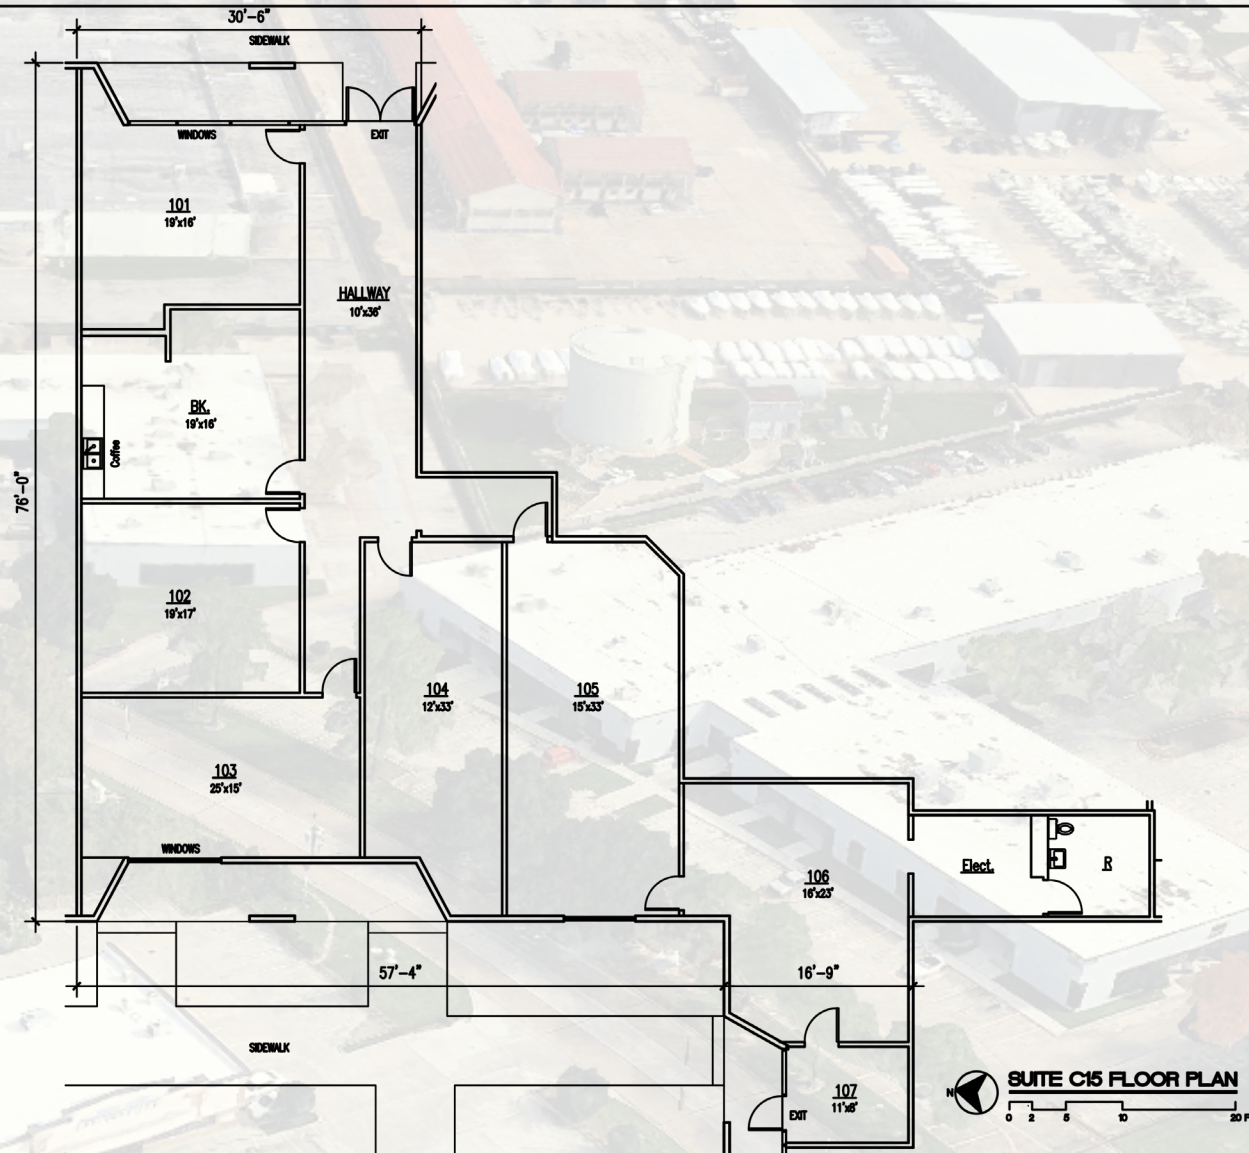 30'-6"
SIDEWALK
WINDOWS
EXIT
101
19'x16'
HALLWAY
10'x36'
BK.
19'x16'
Coffee
76'-0"
102
19'x17'
104
12'x33'
105
15'x33'
103
25'x15'
WINDOWS
106
16'x23'
Elect.
R
57'-4"
16'-9"
SIDEWALK
107
11'x8'
EXIT
N
SUITE C15 FLOOR PLAN
0 2 5 10 20 F